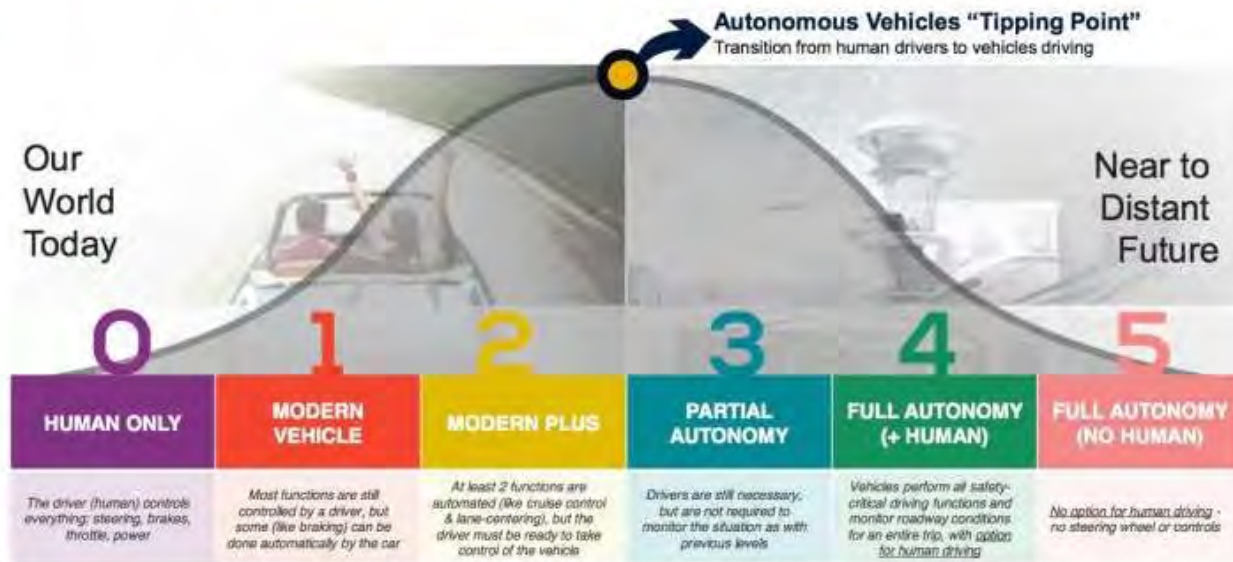 Autonomous Vehicles “Tipping Point”
Transition from human drivers to vehicles driving
Our
World
Today
Near to
Distant
Future
0
1
2
3
4
5
HUMAN ONLY
MODERN
VEHICLE
MODERN PLUS
PARTIAL
AUTONOMY
FULL AUTONOMY
(+ HUMAN)
FULL AUTONOMY
(NO HUMAN)
The driver (human) controls
everything: steering, brakes,
throttle, power
Most functions are still
controlled by a driver, but
some (like braking) can be
done automatically by the car
At least 2 functions are
automated (like cruise control
& lane-centering), but the
driver must be ready to take
control of the vehicle
Drivers are still necessary,
but are not required to
monitor the situation as with
previous levels
Vehicles perform all safety-
critical driving functions and
monitor roadway conditions
for an entire trip, with option
for human driving
No option for human driving -
no steering wheel or controls